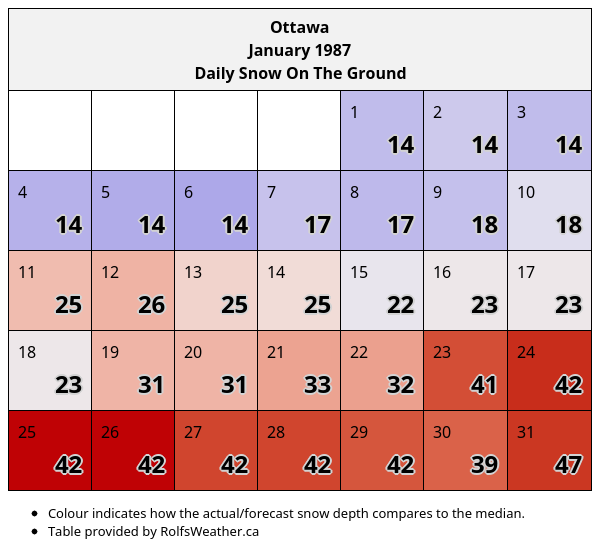 Ottawa
January 1987
Daily Snow On The Ground
1 2 3
14 14 14
4 5 6 7 8 9 10
14 14 14 17 17 18 18
11 12 13 14 15 16 17
25 26 25 25 22 23 23
18 19 20 21 22 23 24
23 31 31 33 32 41 42
25 26 27 28 29 30 31
42 42 42 42 42 39 47
• Colour indicates how the actual/forecast snow depth compares to the median.
• Table provided by RolfsWeather.ca